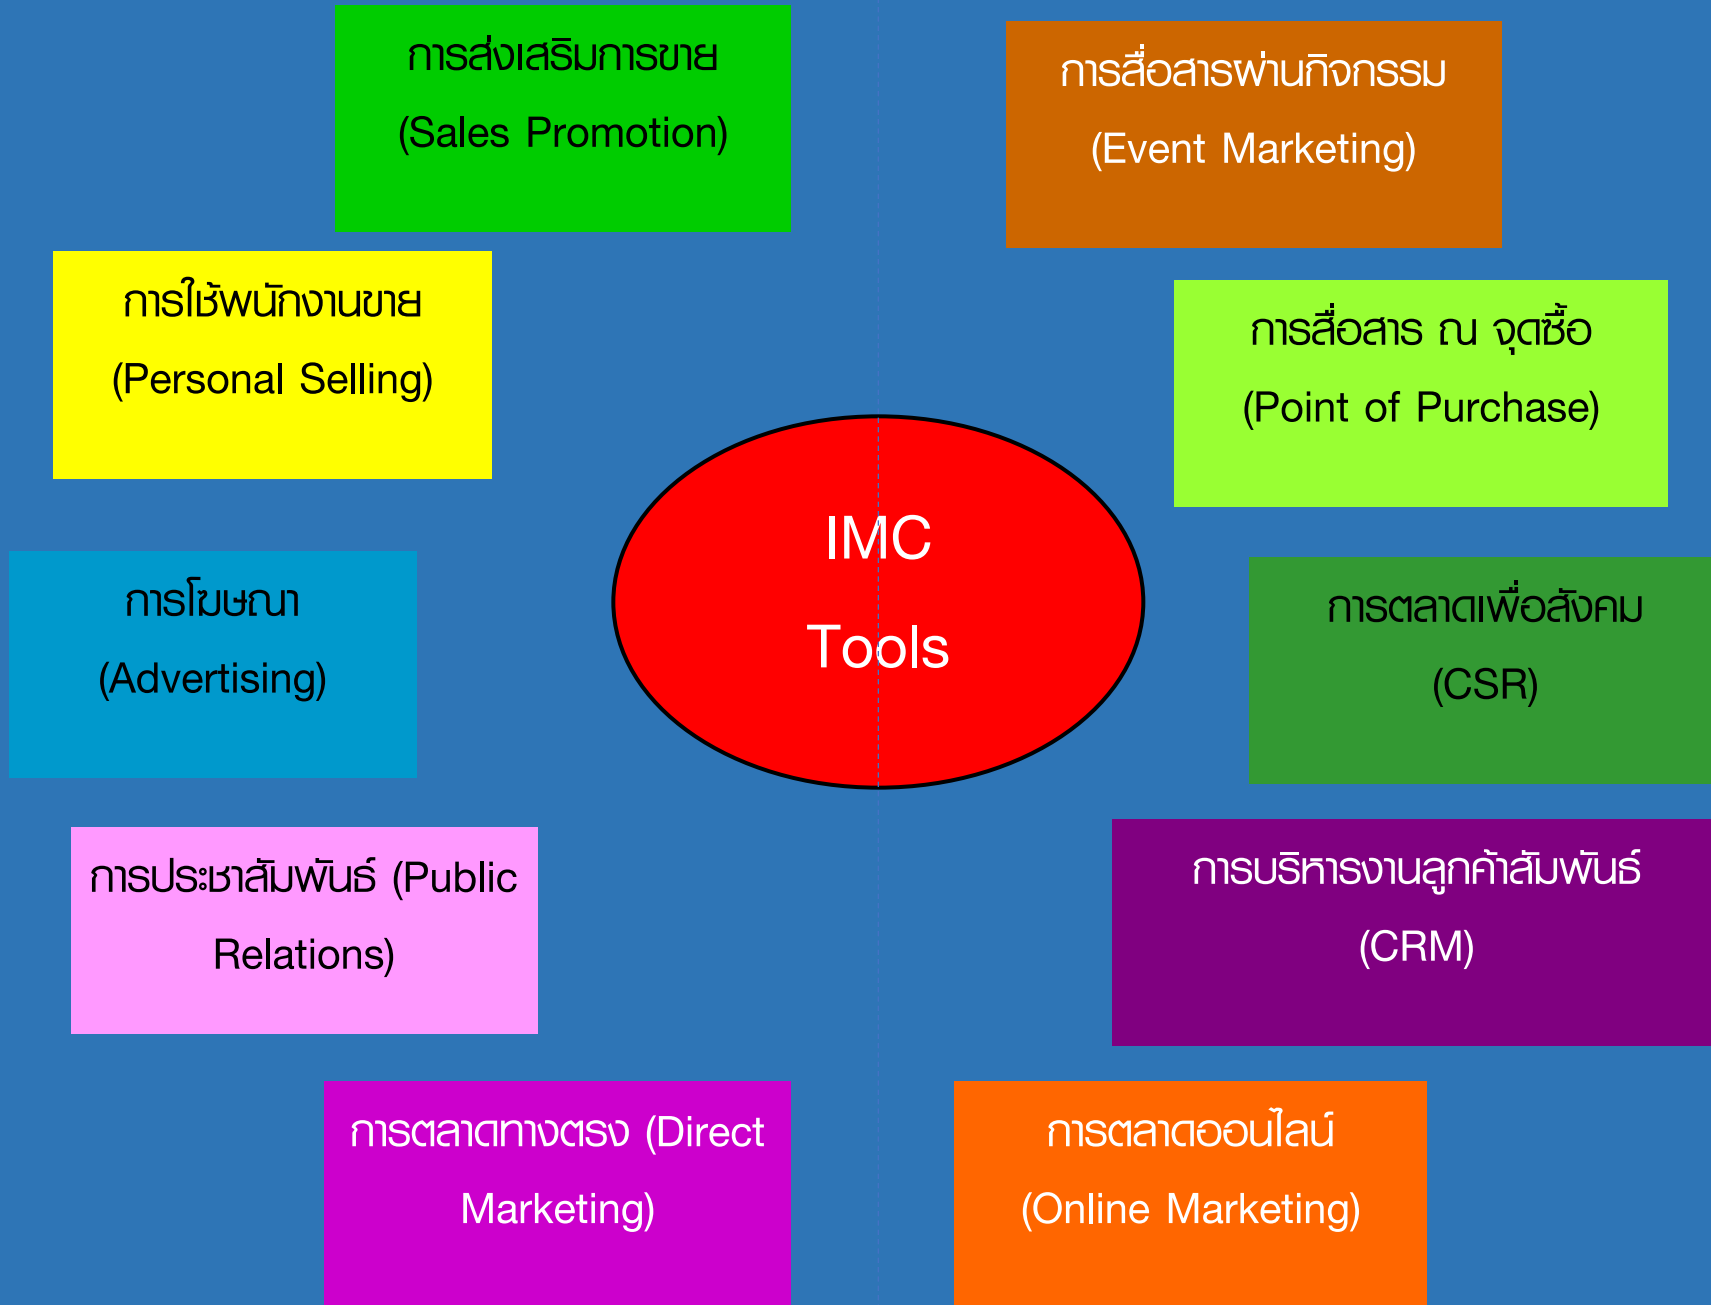 การส่งเสริมการขาย
(Sales Promotion)
การสื่อสารผ่านกิจกรรม
(Event Marketing)
การใช้พนักงานขาย
(Personal Selling)
การสื่อสาร ณ จุดซื้อ
(Point of Purchase)
IMC
Tools
การโฆษณา
(Advertising)
การตลาดเพื่อสังคม
(CSR)
การประชาสัมพันธ์ (Public
Relations)
การบริหารงานลูกค้าสัมพันธ์
(CRM)
การตลาดทางตรง (Direct
Marketing)
การตลาดออนไลน์
(Online Marketing)